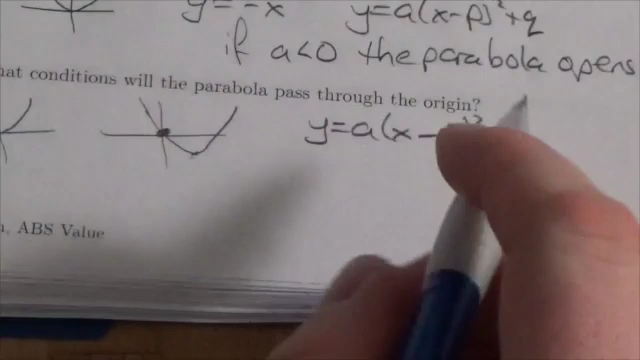 y=-x y=a(x-p)²+q
if a<0 the parabola opens
hat conditions will the parabola pass through the origin?
y=a(x-
, ABS Value